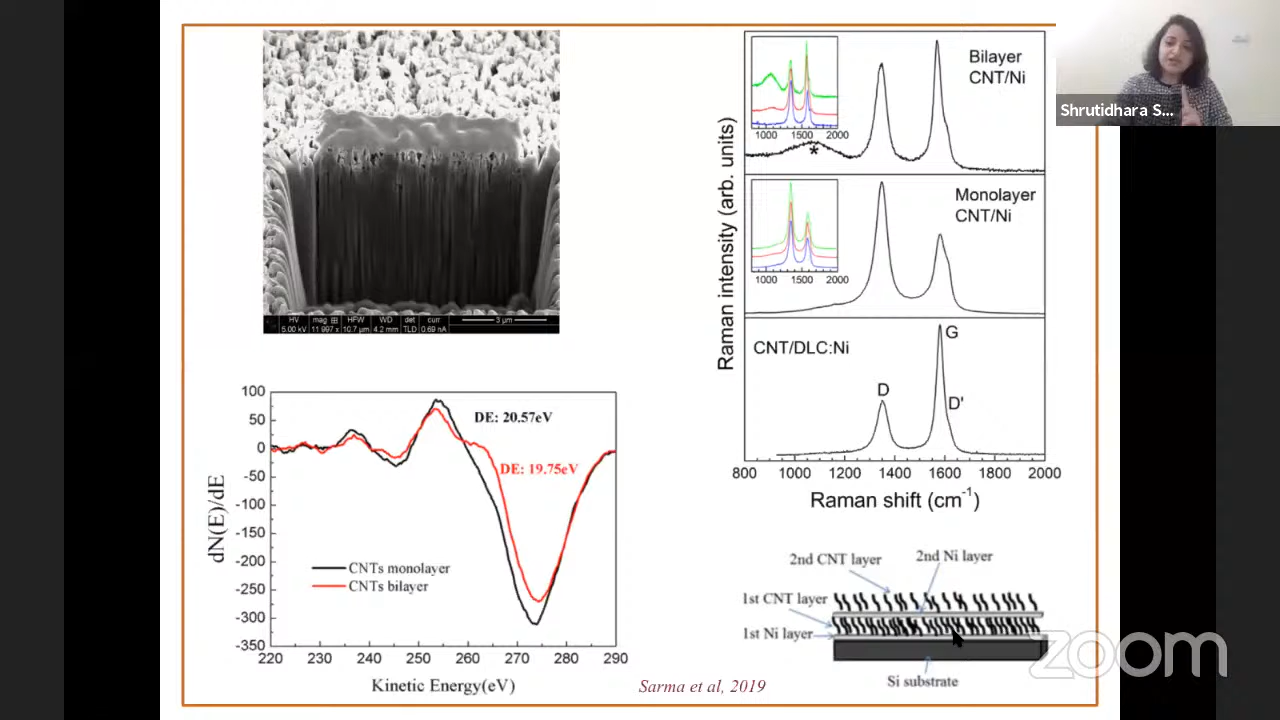 HV mag HFW WD det curr 3 µm
5.00 kV 11 997 x 10.7 µm 4.2 mm TLD 0.69 nA
100
50
0
-50
-100
-150
-200
-250
-300
-350
220 230 240 250 260 270 280 290
dN(E)/dE
Kinetic Energy(eV)
DE: 20.57eV
DE: 19.75eV
CNTs monolayer
CNTs bilayer
Sarma et al, 2019
Raman intensity (arb. units)
Bilayer
CNT/Ni
1000 1500 2000
*
Monolayer
CNT/Ni
1000 1500 2000
CNT/DLC:Ni
D
G
D'
800 1000 1200 1400 1600 1800 2000
Raman shift (cm-1)
2nd CNT layer
2nd Ni layer
1st CNT layer
1st Ni layer
Si substrate
Shrutidhara S...
zoom